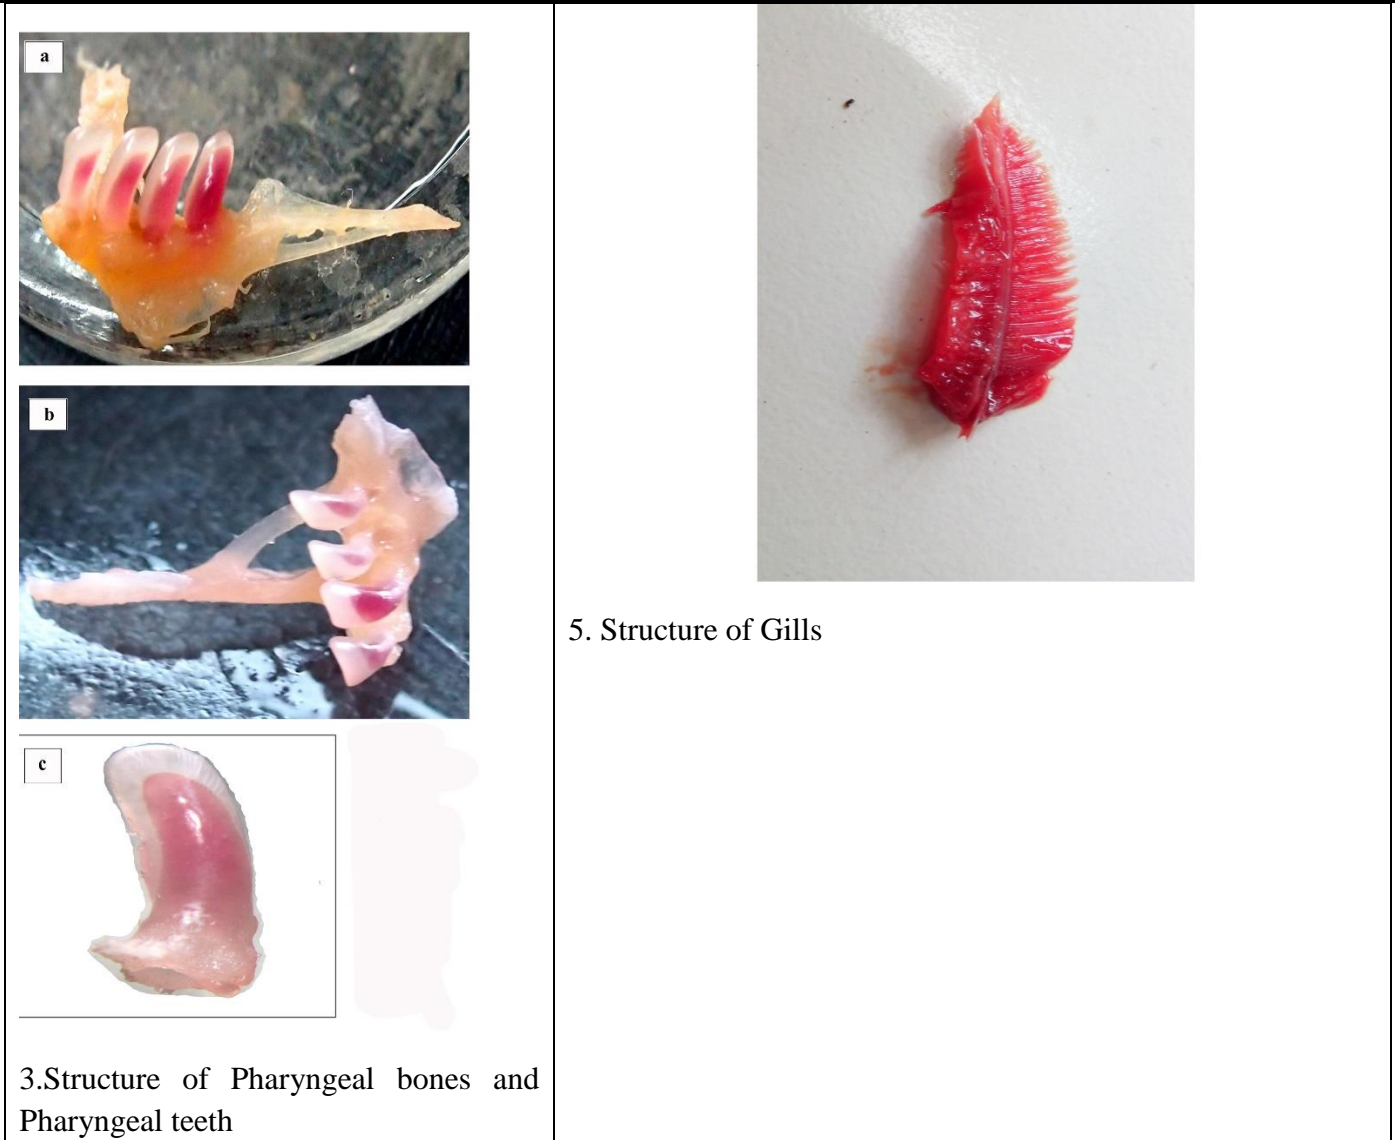 a
b
c
3.Structure of Pharyngeal bones and
Pharyngeal teeth
5. Structure of Gills